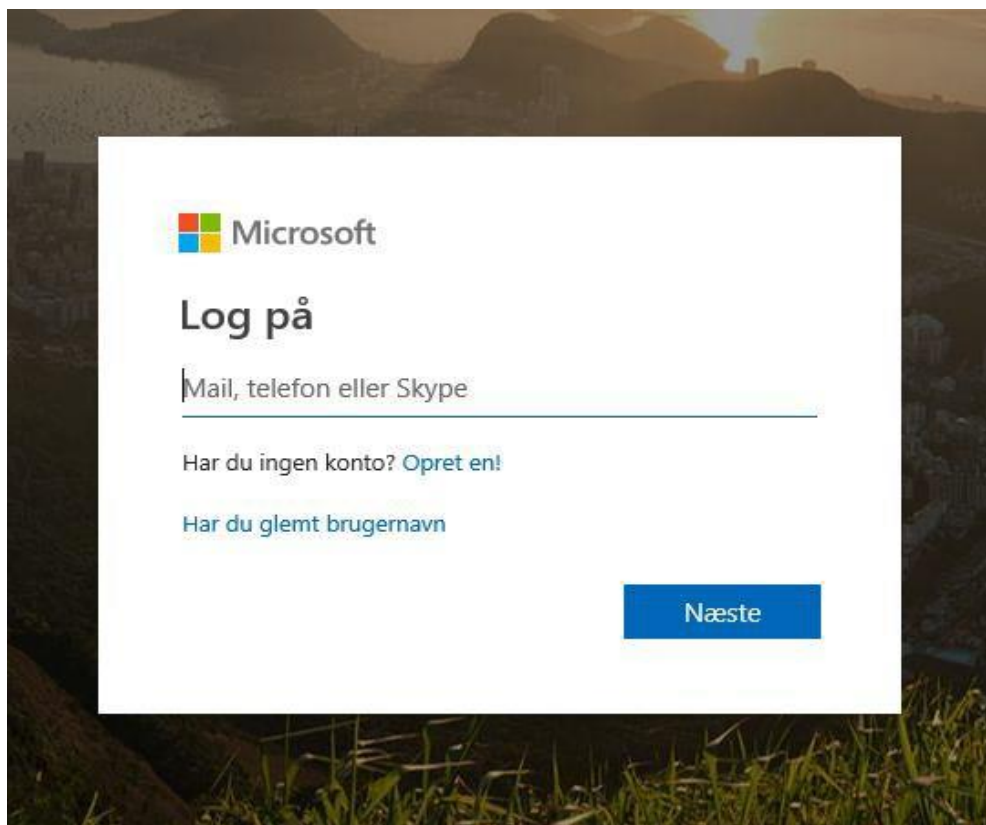 Microsoft
Log på
Mail, telefon eller Skype
Har du ingen konto? Opret en!
Har du glemt brugernavn
Næste